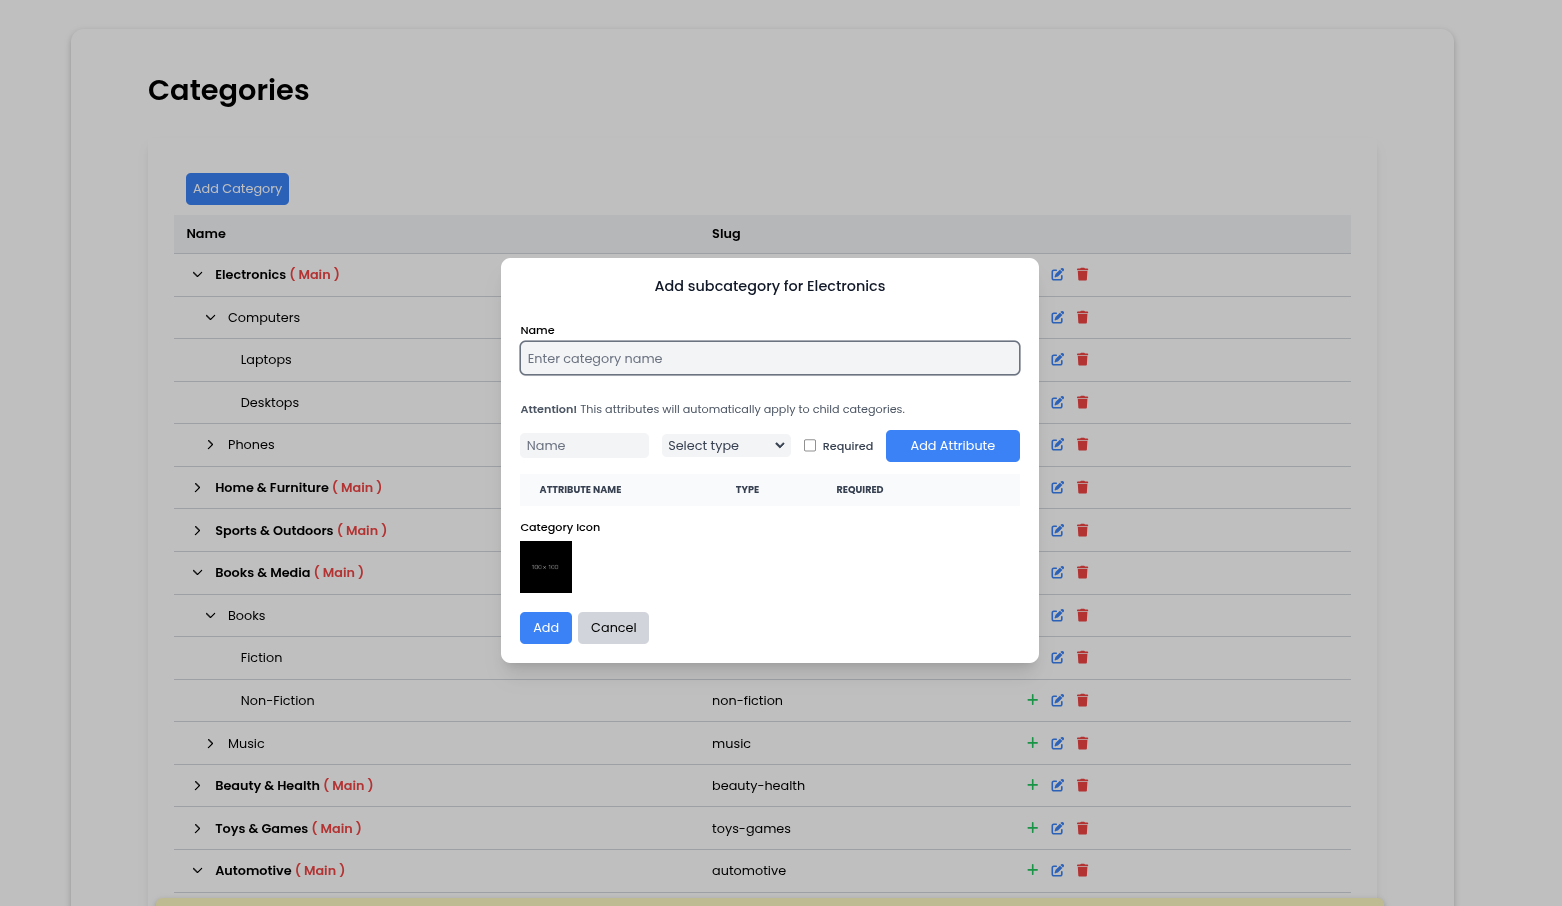 Categories
Add Category
Name Slug
Electronics ( Main )
Computers
Laptops
Desktops
Phones
Home & Furniture ( Main )
Sports & Outdoors ( Main )
Books & Media ( Main )
Books
Fiction
Non-Fiction non-fiction
Music music
Beauty & Health ( Main ) beauty-health
Toys & Games ( Main ) toys-games
Automotive ( Main ) automotive
Add subcategory for Electronics
Name
Enter category name
Attention! This attributes will automatically apply to child categories.
Name Select type Required Add Attribute
ATTRIBUTE NAME TYPE REQUIRED
Category Icon
100 x 100
Add Cancel